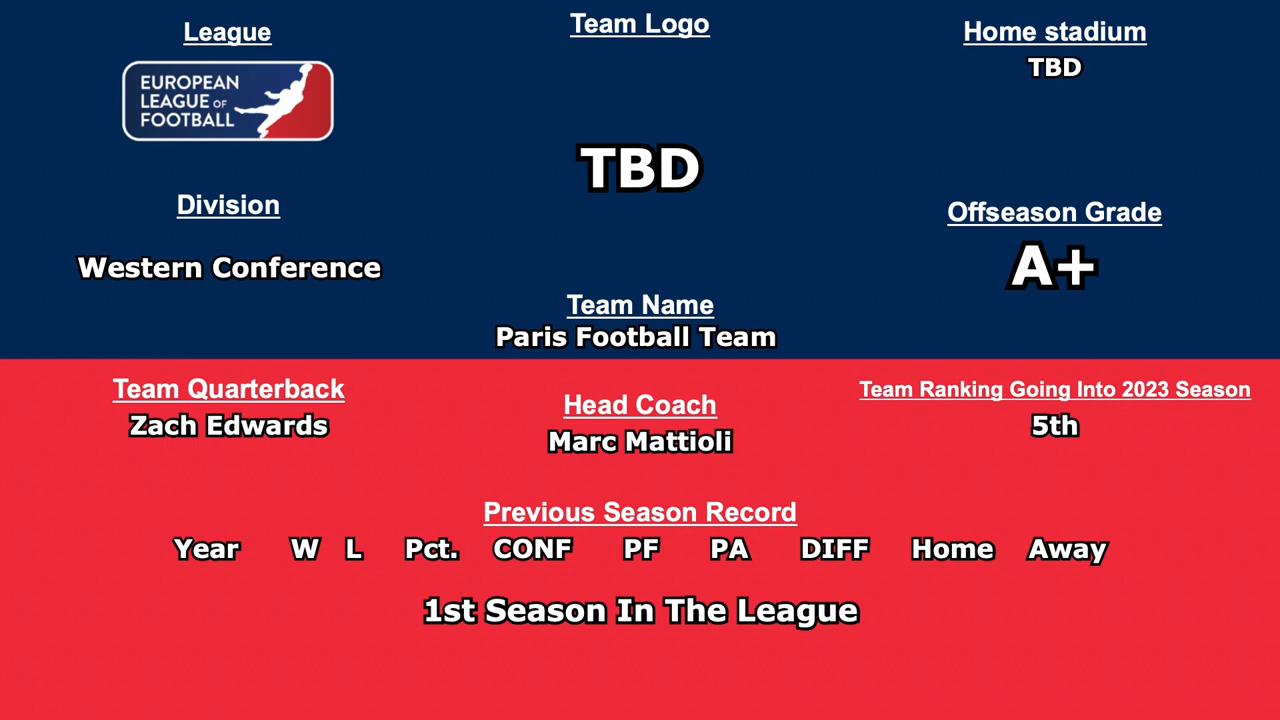 League
Team Logo
Home stadium
TBD
EUROPEAN
LEAGUE OF
FOOTBALL
TBD
Division
Offseason Grade
Western Conference
A+
Team Name
Paris Football Team
Team Quarterback
Zach Edwards
Head Coach
Marc Mattioli
Team Ranking Going Into 2023 Season
5th
Previous Season Record
Year W L Pct. CONF PF PA DIFF Home Away
1st Season In The League